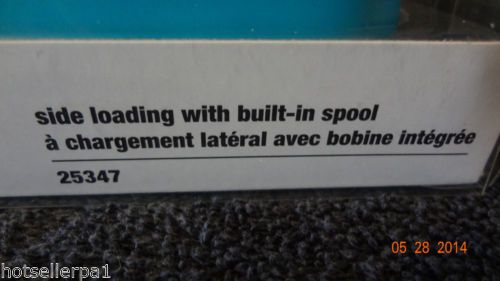 side loading with built-in spool
à chargement latéral avec bobine intégrée
25347
05 28 2014
hotsellerpa1